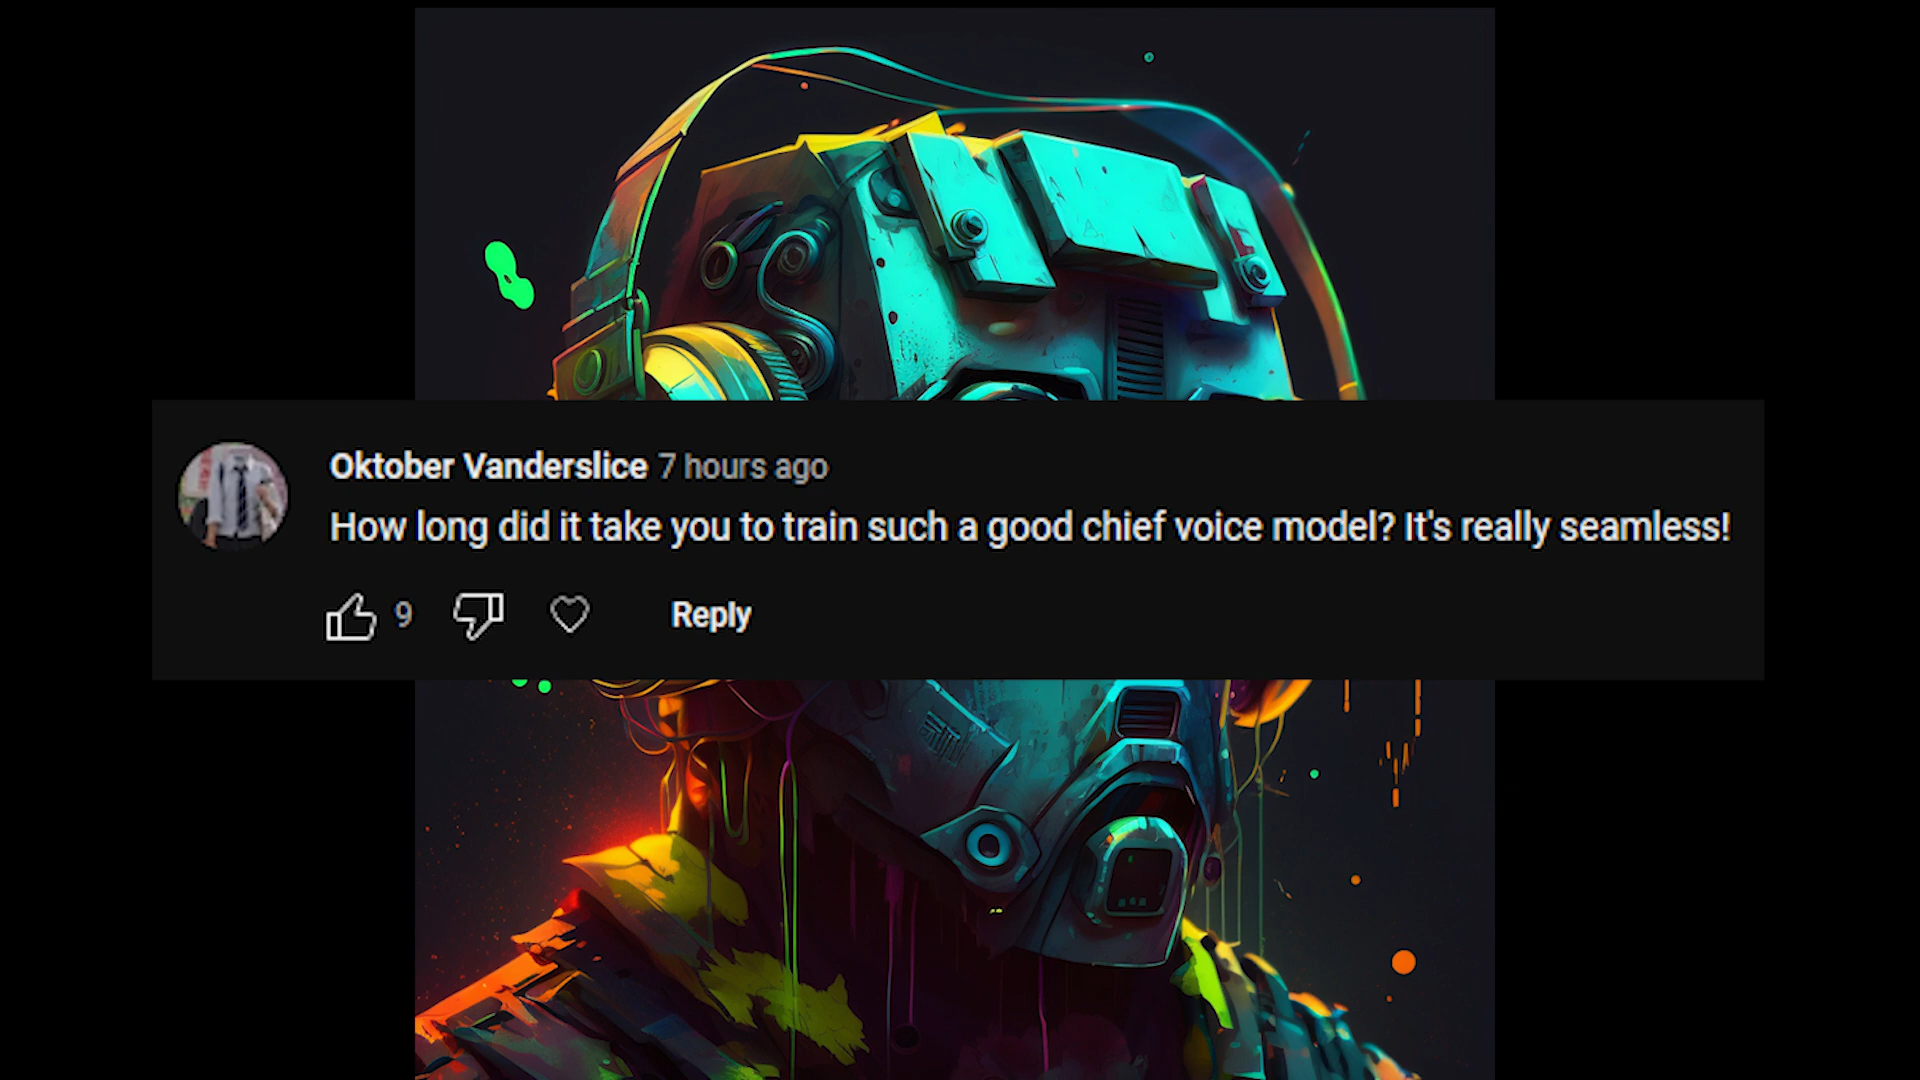 Oktober Vanderslice 7 hours ago
How long did it take you to train such a good chief voice model? It's really seamless!
9 Reply